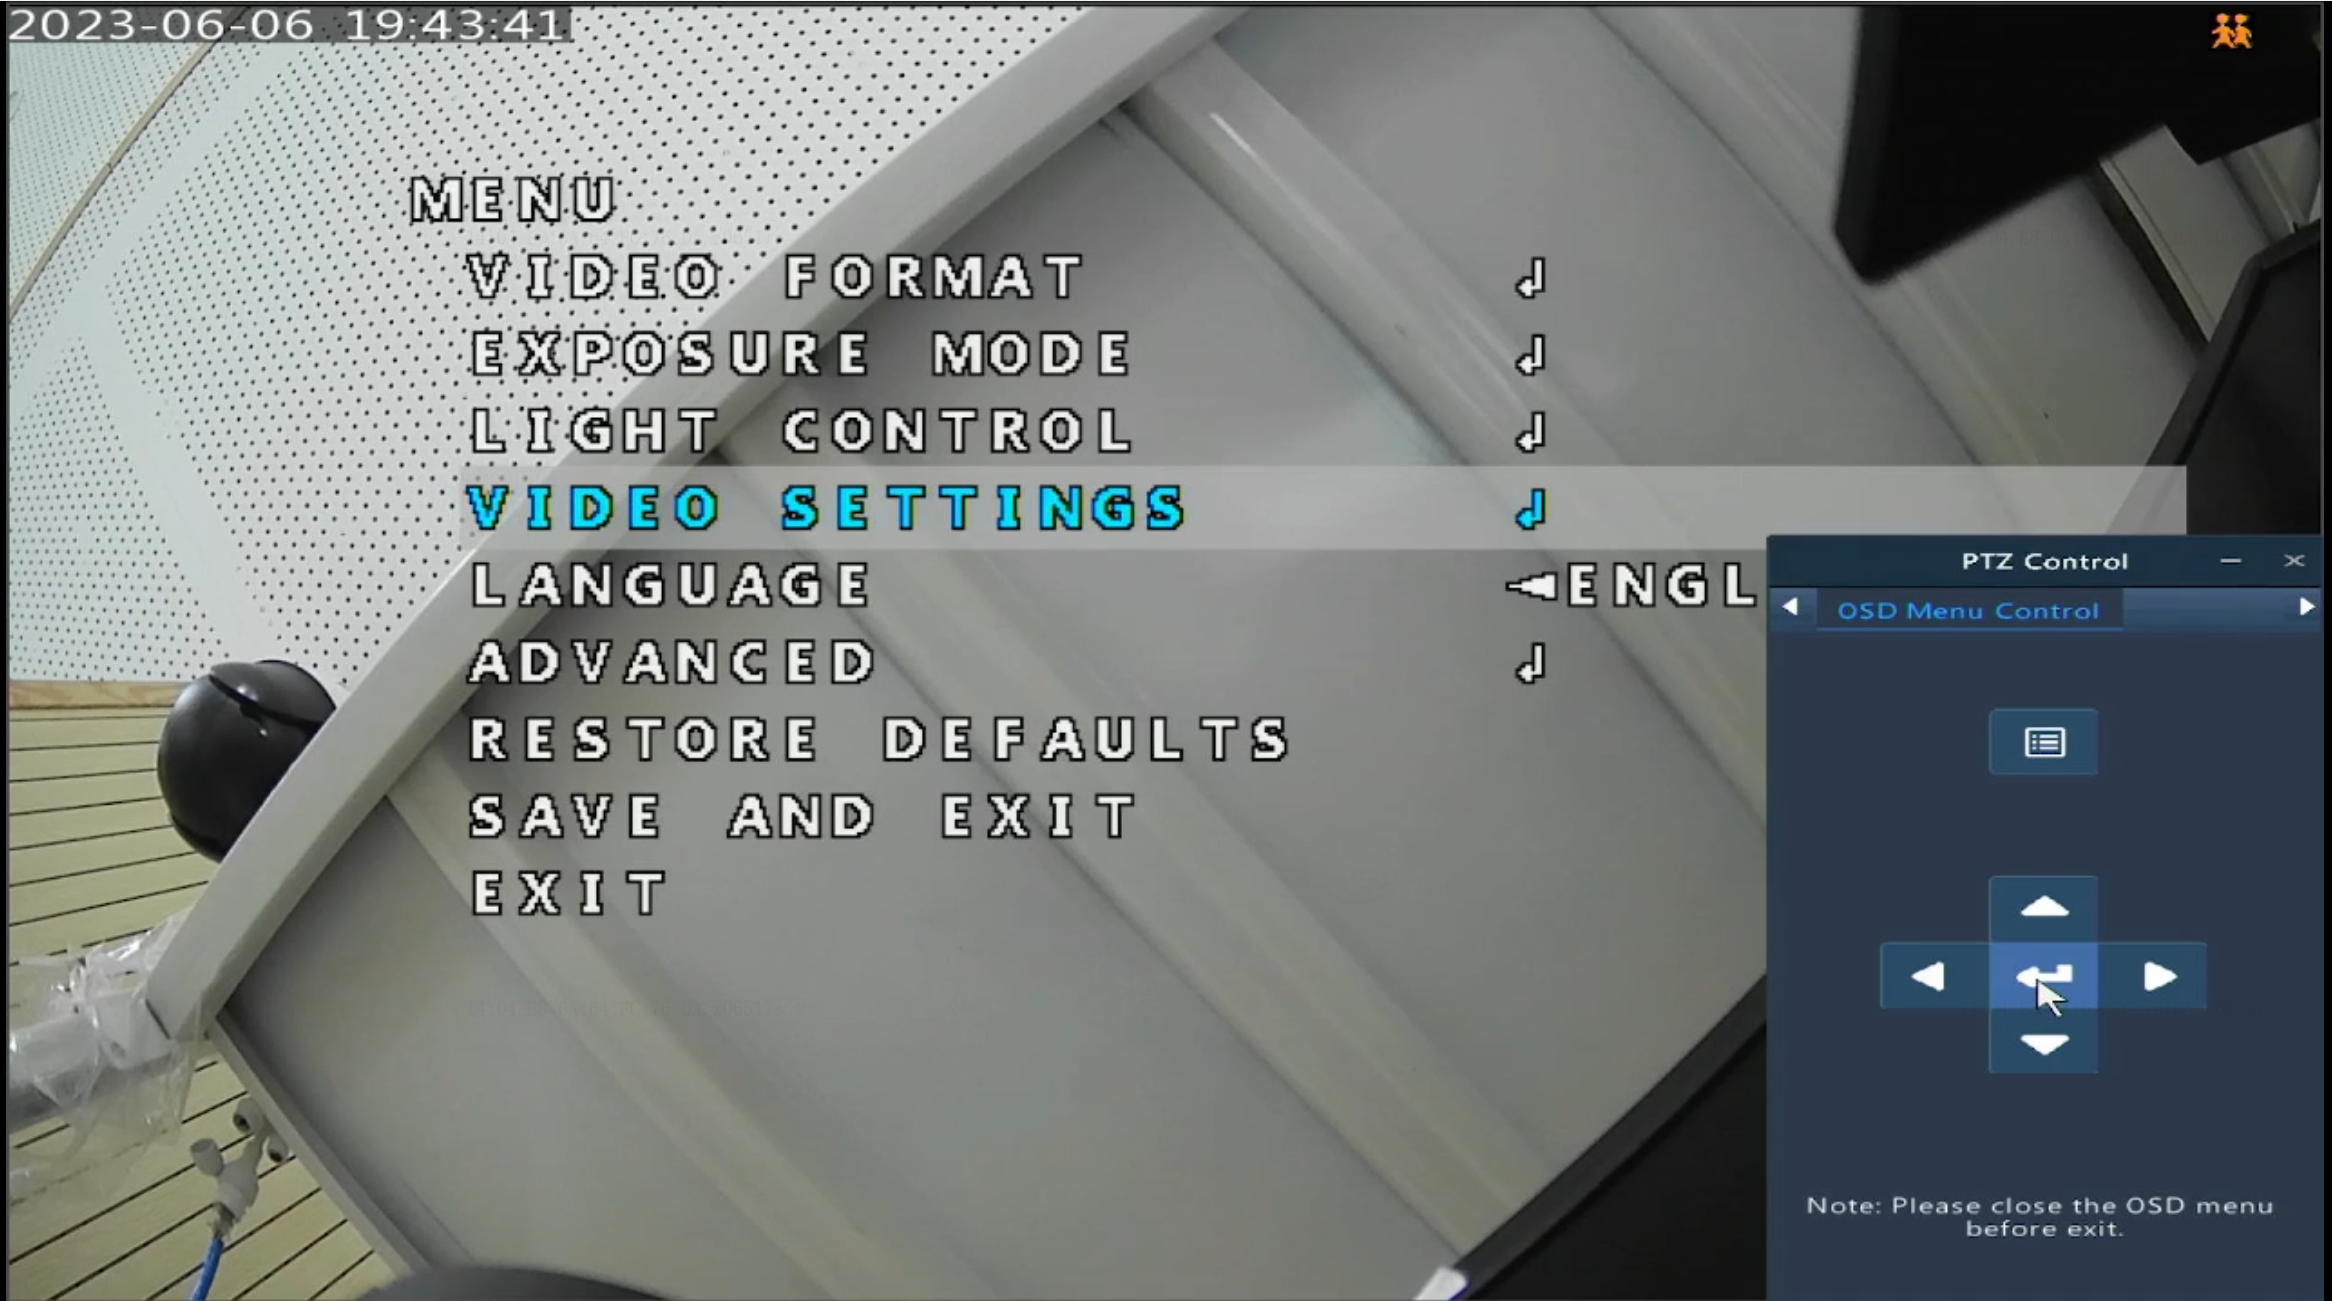 2023-06-06 19:43:41
MENU
VIDEO FORMAT
EXPOSURE MODE
LIGHT CONTROL
VIDEO SETTINGS
LANGUAGE ENGL
ADVANCED
RESTORE DEFAULTS
SAVE AND EXIT
EXIT
PTZ Control
OSD Menu Control
Note: Please close the OSD menu
before exit.